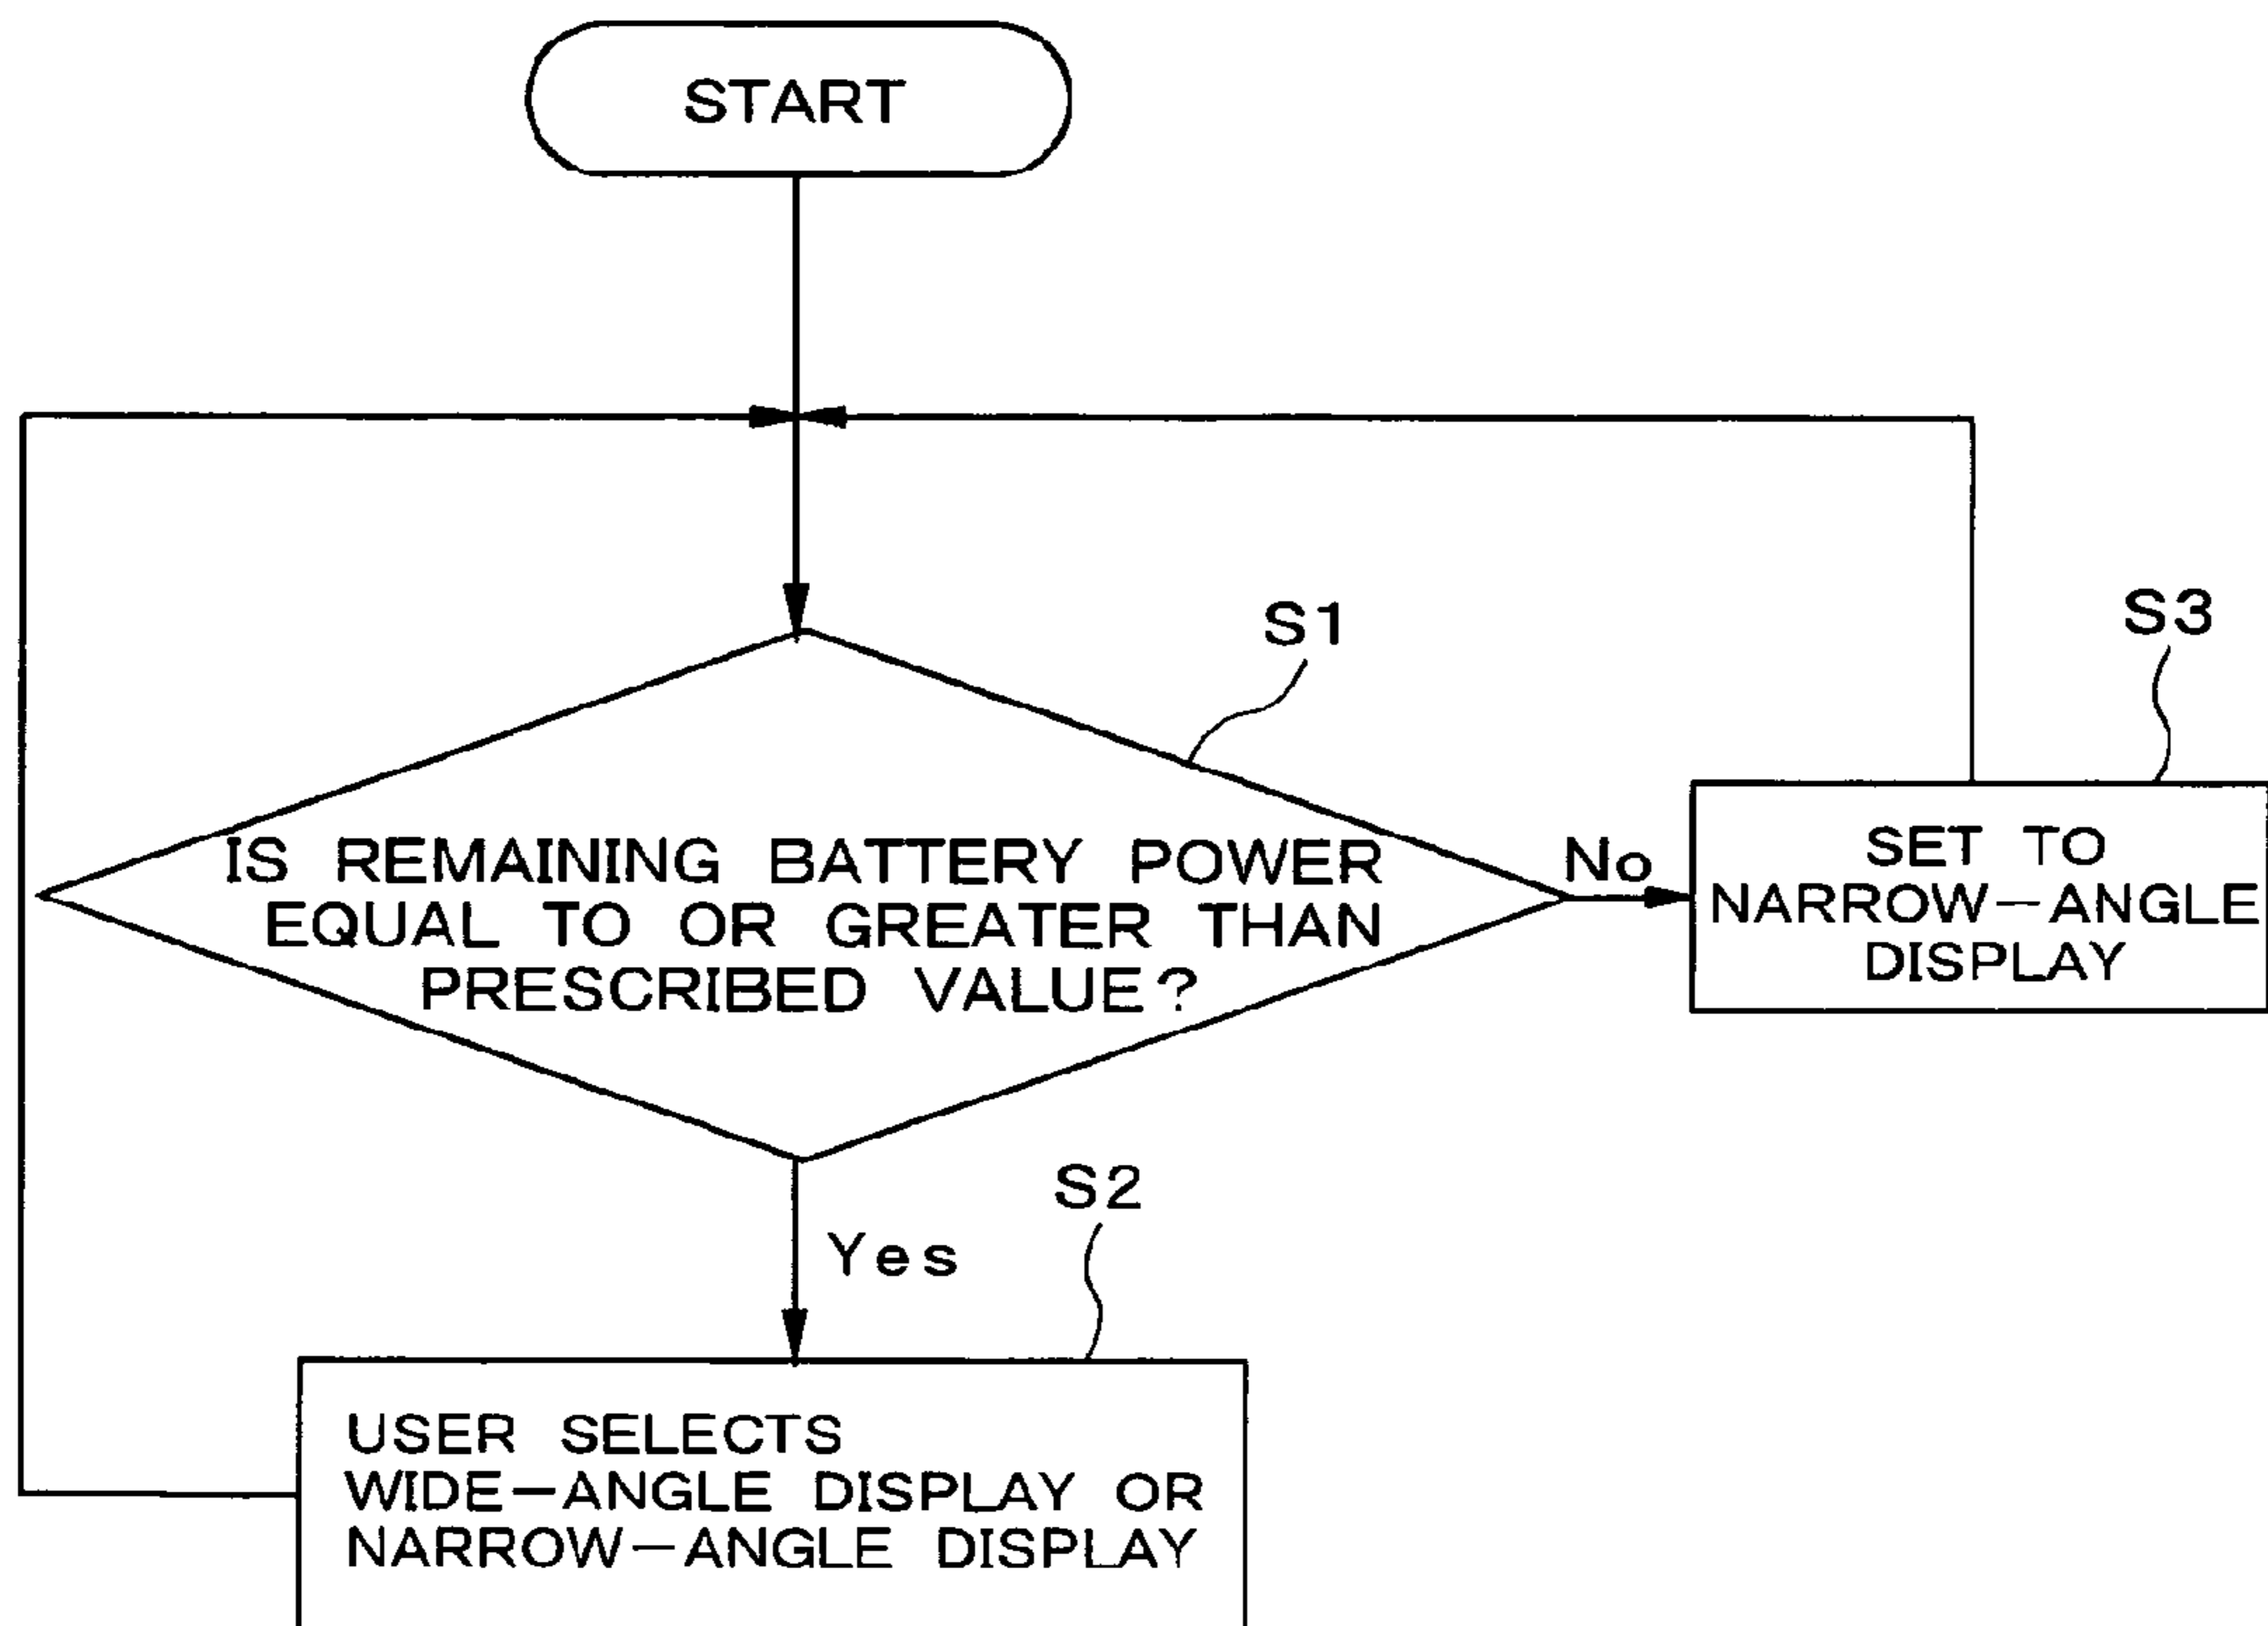 START
S1
S3
IS REMAINING BATTERY POWER
EQUAL TO OR GREATER THAN
PRESCRIBED VALUE?
No
SET TO
NARROW-ANGLE
DISPLAY
S2
Yes
USER SELECTS
WIDE-ANGLE DISPLAY OR
NARROW-ANGLE DISPLAY